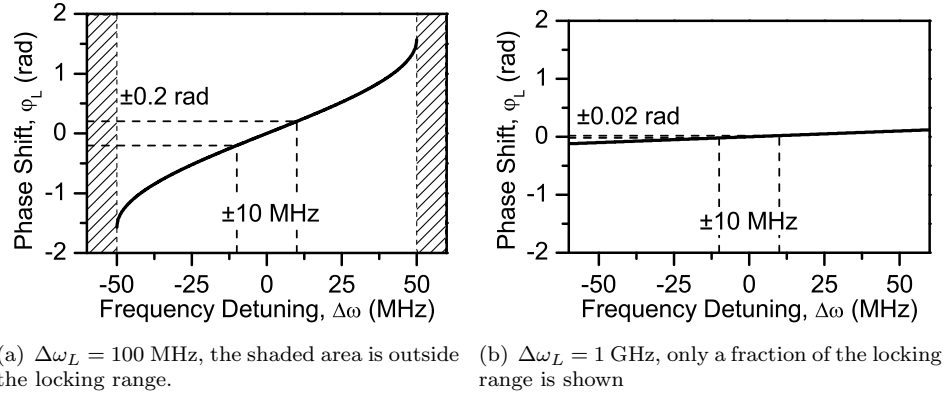 2
1
0
-1
-2
-50
-25
0
25
50
Phase Shift, φL (rad)
Frequency Detuning, Δω (MHz)
±0.2 rad
±10 MHz
2
1
0
-1
-2
-50
-25
0
25
50
Phase Shift, φL (rad)
Frequency Detuning, Δω (MHz)
±0.02 rad
±10 MHz
(a) ΔωL = 100 MHz, the shaded area is outside
the locking range.
(b) ΔωL = 1 GHz, only a fraction of the locking
range is shown